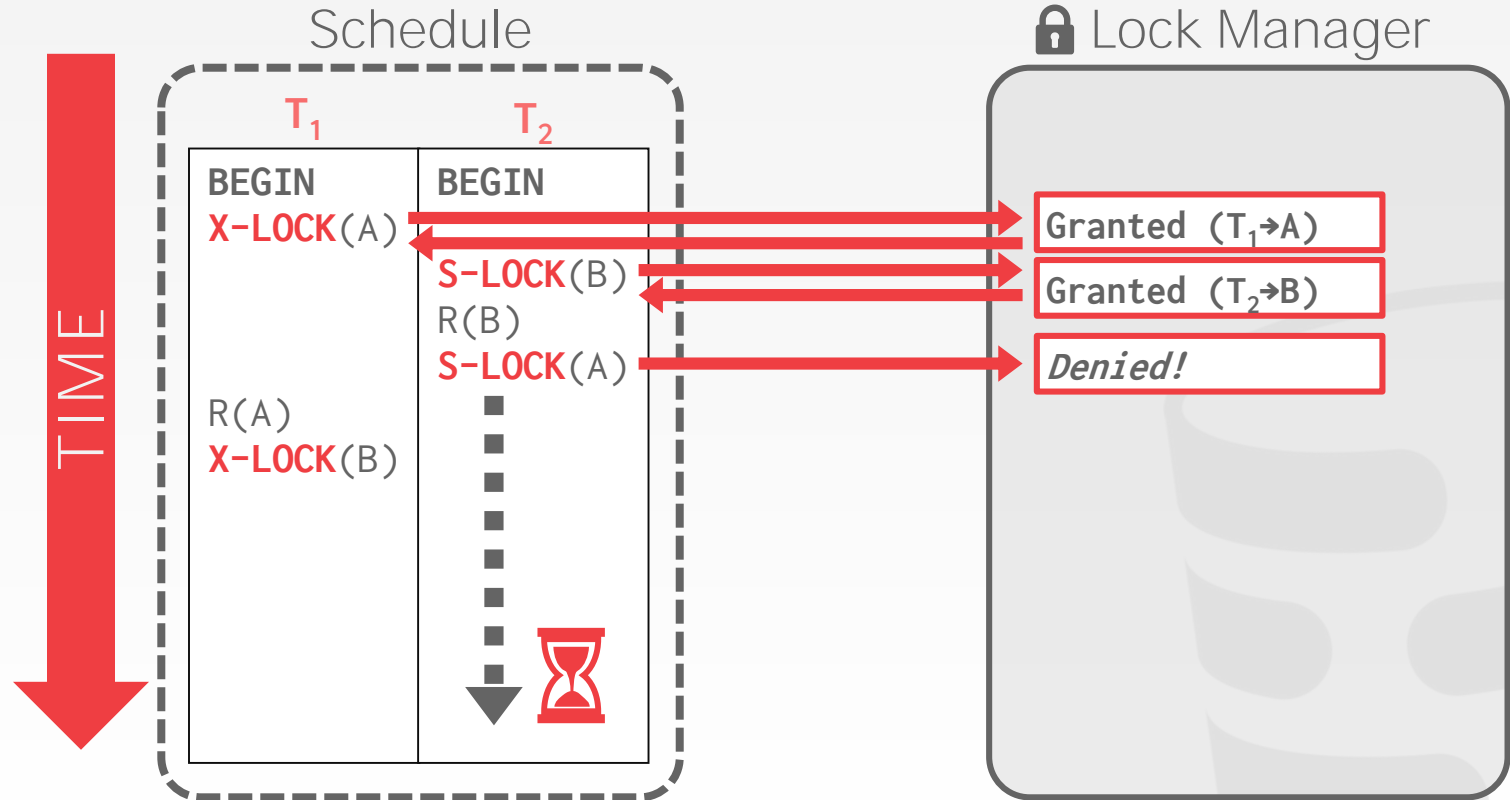 Schedule
Lock Manager
TIME
T₁
T₂
BEGIN
BEGIN
X-LOCK(A)
Granted (T₁→A)
S-LOCK(B)
Granted (T₂→B)
R(B)
S-LOCK(A)
Denied!
R(A)
X-LOCK(B)